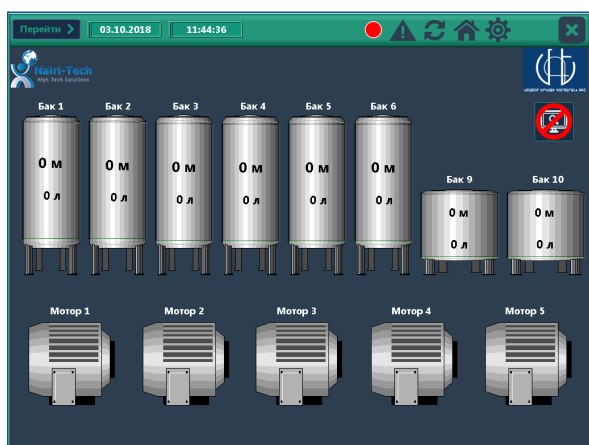 Перейти
03.10.2018
11:44:36
Nairi-Tech
High Tech Solutions
Бак 1
Бак 2
Бак 3
Бак 4
Бак 5
Бак 6
0 м
0 м
0 м
0 м
0 м
0 м
0 л
0 л
0 л
0 л
0 л
0 л
Бак 9
Бак 10
0 м
0 м
0 л
0 л
Мотор 1
Мотор 2
Мотор 3
Мотор 4
Мотор 5